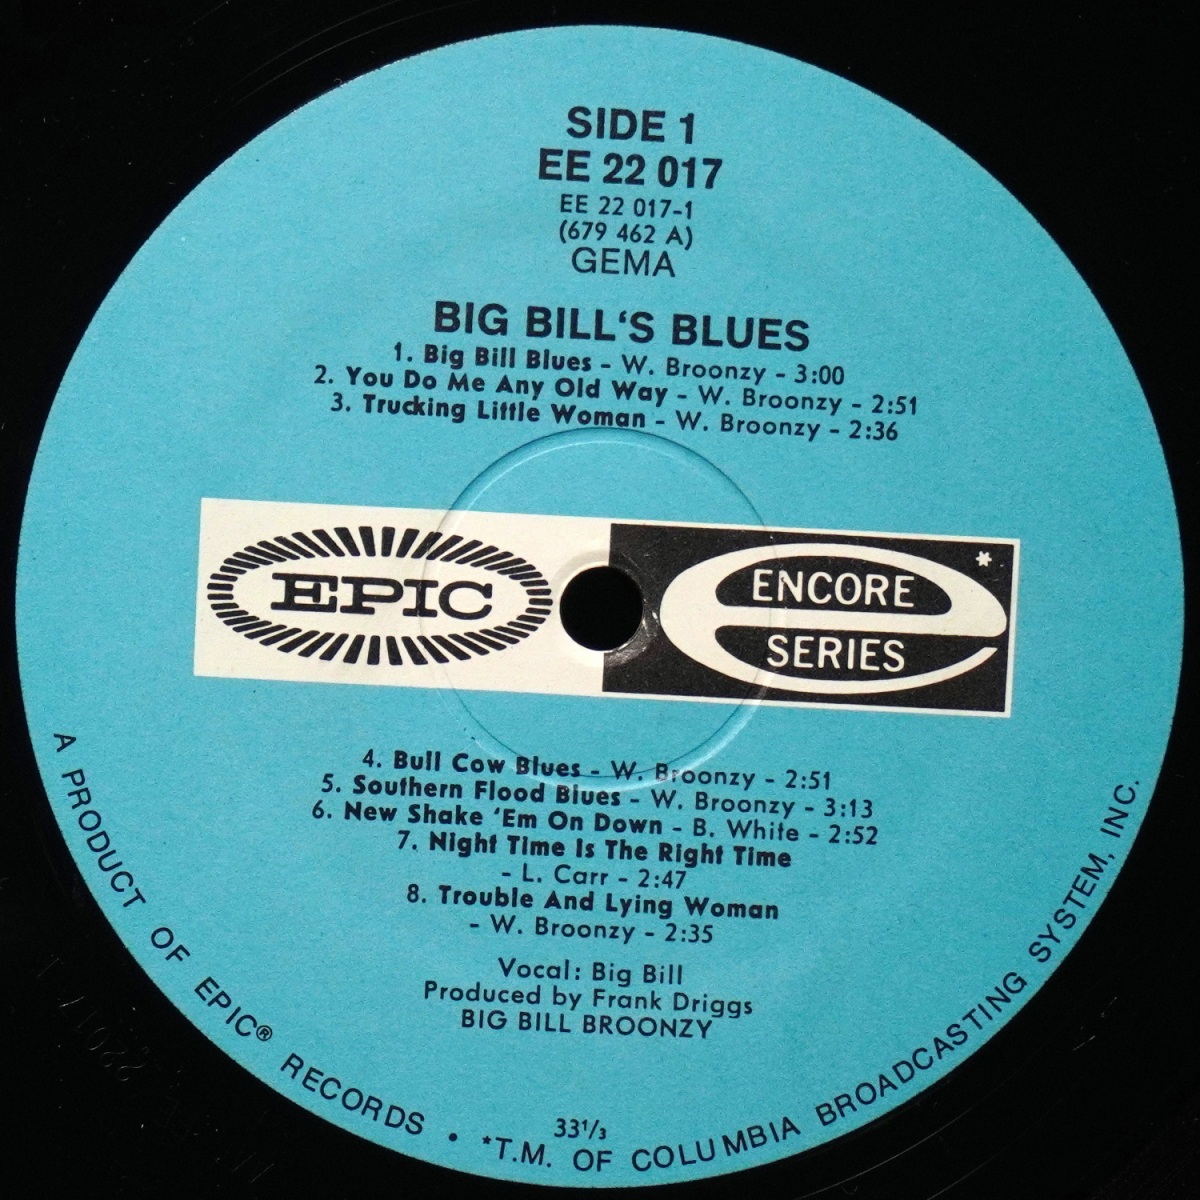 SIDE 1
EE 22 017
EE 22 017-1
(679 462 A)
GEMA
BIG BILL'S BLUES
1. Big Bill Blues - W. Broonzy - 3:00
2. You Do Me Any Old Way - W. Broonzy - 2:51
3. Trucking Little Woman - W. Broonzy - 2:36
EPIC
ENCORE *
SERIES
4. Bull Cow Blues - W. Broonzy - 2:51
5. Southern Flood Blues - W. Broonzy - 3:13
6. New Shake 'Em On Down - B. White - 2:52
7. Night Time Is The Right Time
- L. Carr - 2:47
8. Trouble And Lying Woman
- W. Broonzy - 2:35
Vocal: Big Bill
Produced by Frank Driggs
BIG BILL BROONZY
33 1/3
A PRODUCT OF EPIC® RECORDS • *T.M. OF COLUMBIA BROADCASTING SYSTEM, INC.